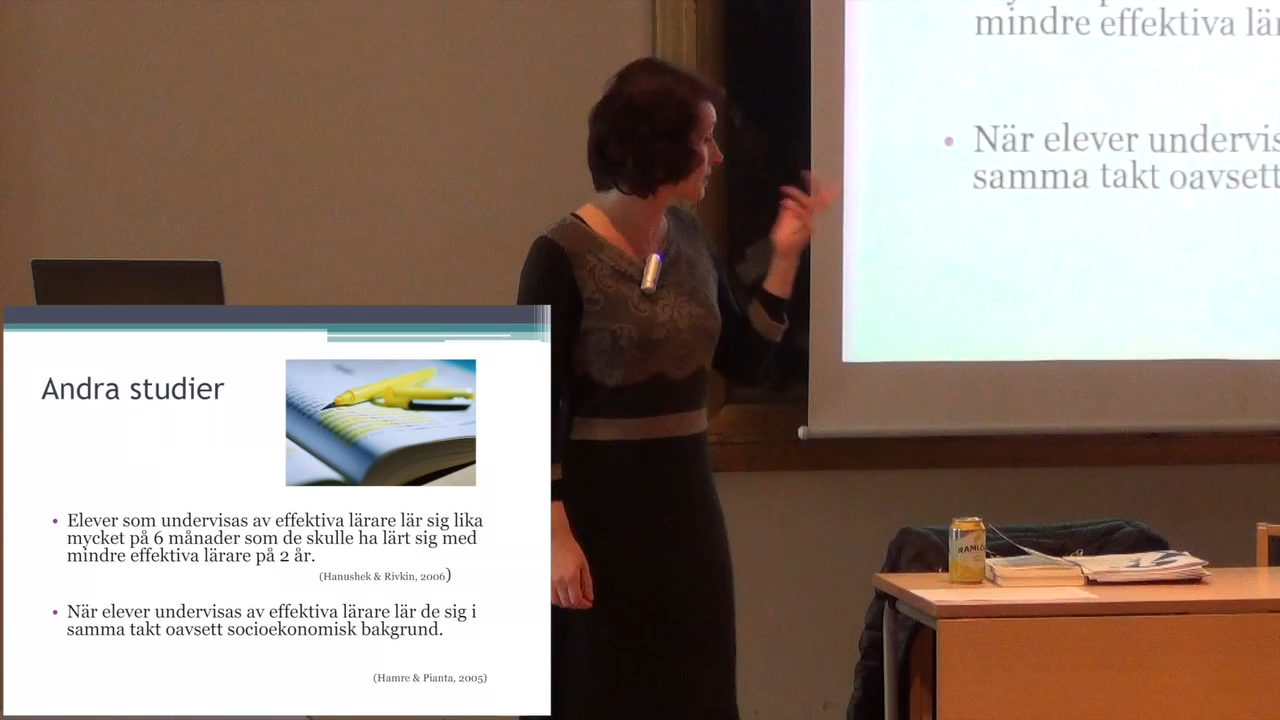 mindre effektiva lär
När elever undervis
samma takt oavsett
Andra studier
Elever som undervisas av effektiva lärare lär sig lika
mycket på 6 månader som de skulle ha lärt sig med
mindre effektiva lärare på 2 år.
(Hanushek & Rivkin, 2006)
När elever undervisas av effektiva lärare lär de sig i
samma takt oavsett socioekonomisk bakgrund.
(Hamre & Pianta, 2005)
RAMLÖ